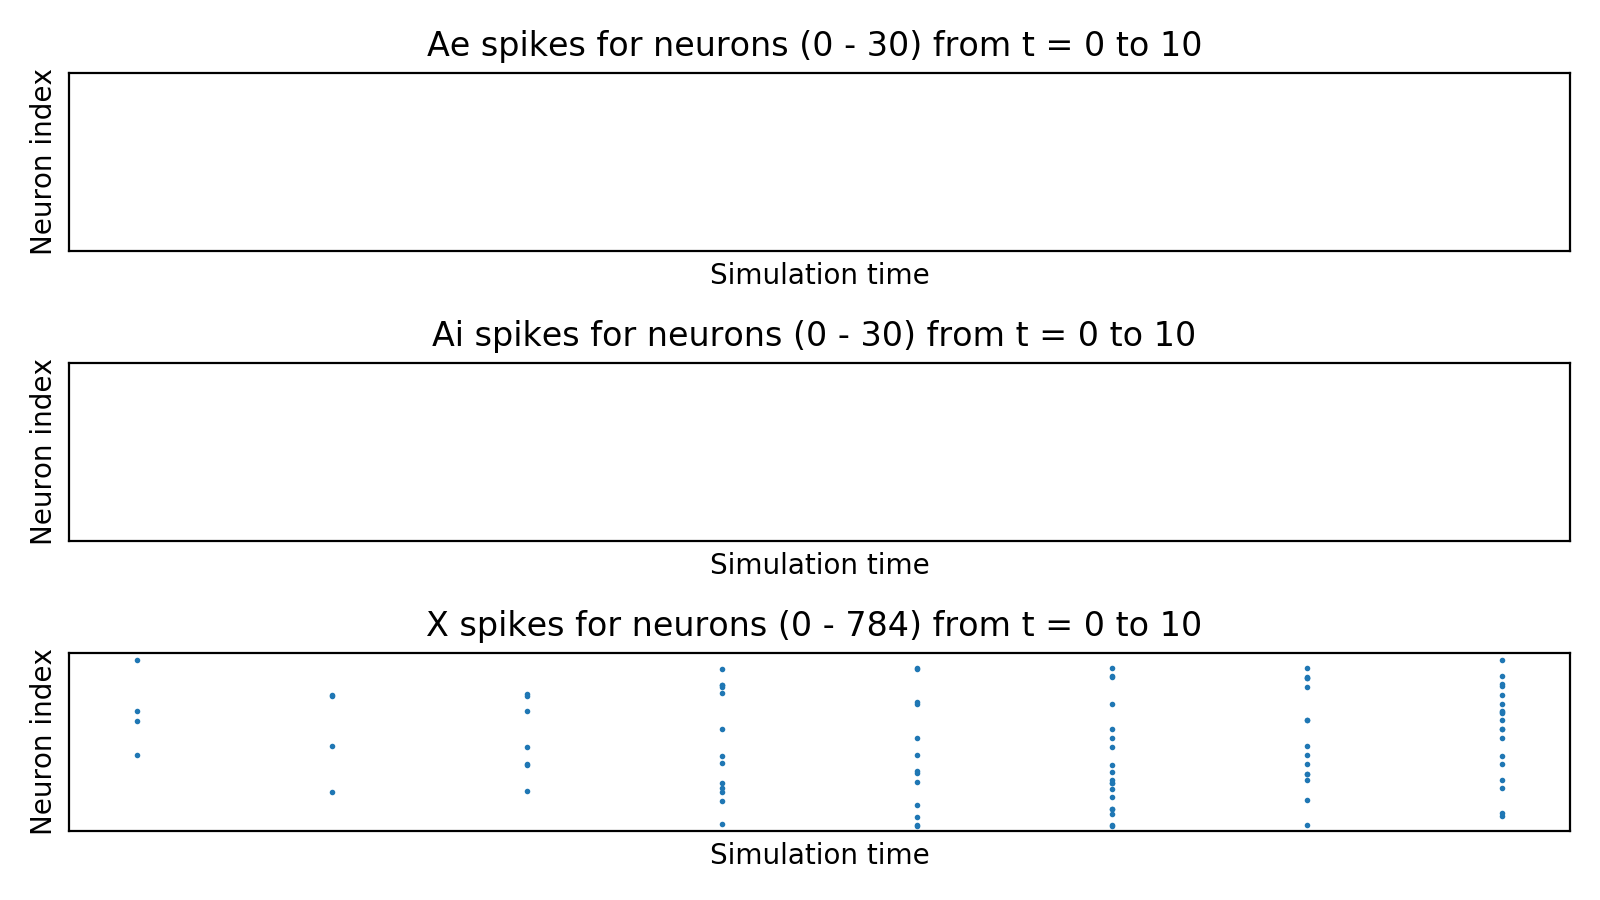 Ae spikes for neurons (0 - 30) from t = 0 to 10
Neuron index
Simulation time
Ai spikes for neurons (0 - 30) from t = 0 to 10
Neuron index
Simulation time
X spikes for neurons (0 - 784) from t = 0 to 10
Neuron index
Simulation time